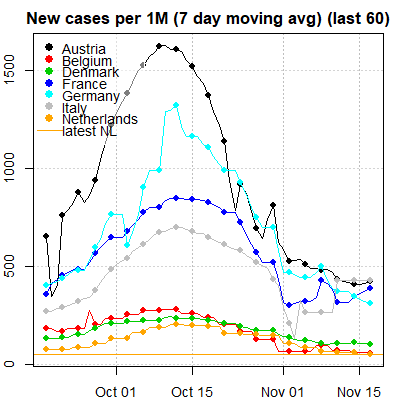 New cases per 1M (7 day moving avg) (last 60)
Austria
Belgium
Denmark
France
Germany
Italy
Netherlands
latest NL
1500
1000
500
0
Oct 01 Oct 15 Nov 01 Nov 15